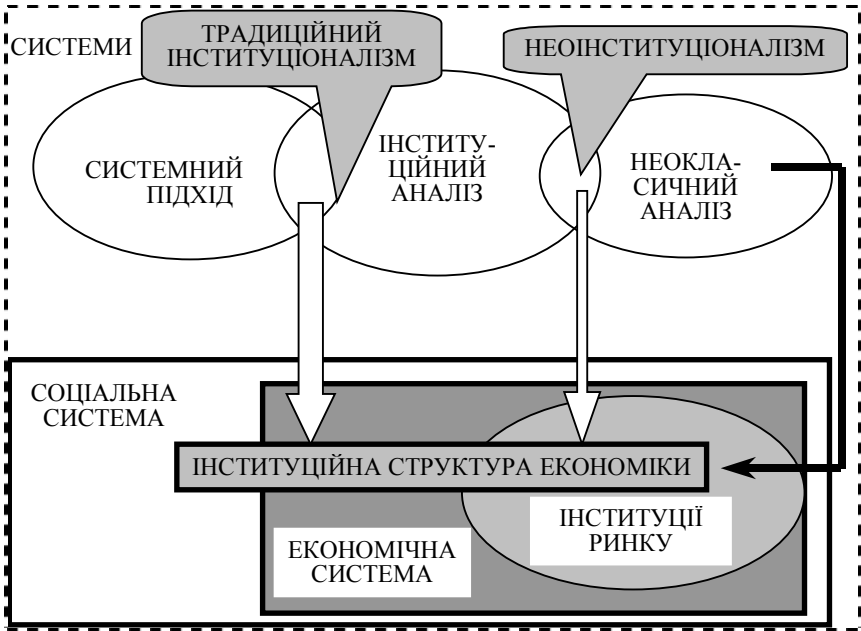 СИСТЕМИ
ТРАДИЦІЙНИЙ
ІНСТИТУЦІОНАЛІЗМ
НЕОІНСТИТУЦІОНАЛІЗМ
СИСТЕМНИЙ
ПІДХІД
ІНСТИТУ-
ЦІЙНИЙ
АНАЛІЗ
НЕОКЛА-
СИЧНИЙ
АНАЛІЗ
СОЦІАЛЬНА
СИСТЕМА
ІНСТИТУЦІЙНА СТРУКТУРА ЕКОНОМІКИ
ЕКОНОМІЧНА
СИСТЕМА
ІНСТИТУЦІЇ
РИНКУ